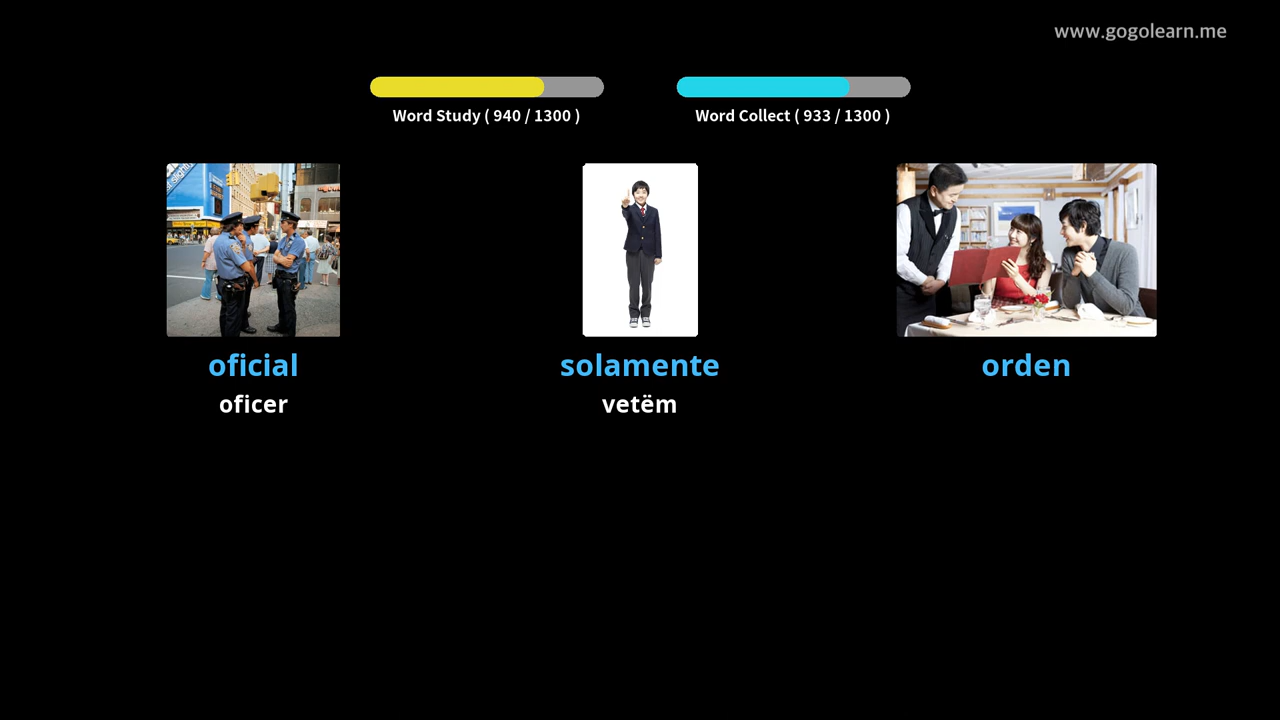 www.gogolearn.me
Word Study ( 940 / 1300 )
Word Collect ( 933 / 1300 )
oficial
oficer
solamente
vetëm
orden